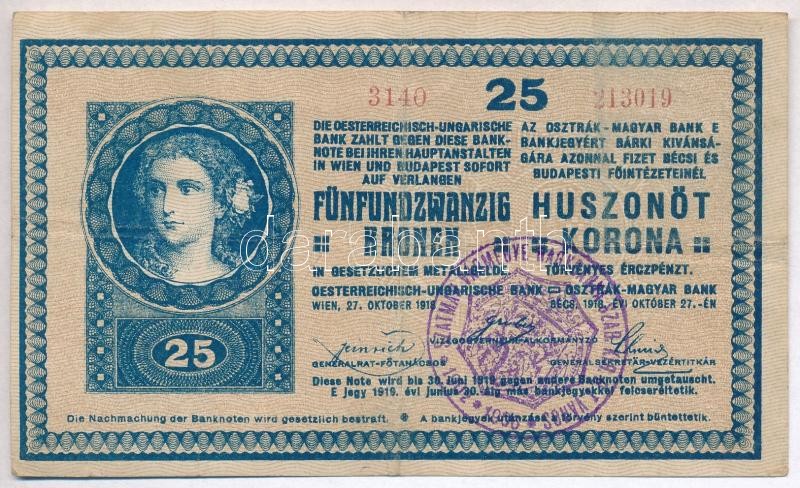 3140 25 213019
DIE OESTERREICHISCH-UNGARISCHE
BANK ZAHLT GEGEN DIESE BANK-
NOTE BEI IHREN HAUPTANSTALTEN
IN WIEN UND BUDAPEST SOFORT
AUF VERLANGEN
FÜNFUNDZWANZIG
KRONEN
IN GESETZLICHEM METALLGELDE.
OESTERREICHISCH-UNGARISCHE BANK
WIEN, 27. OKTOBER 1918
AZ OSZTRÁK-MAGYAR BANK E
BANKJEGYÉRT BÁRKI KIVÁNSÁ-
GÁRA AZONNAL FIZET BÉCSI ÉS
BUDAPESTI FŐINTÉZETEINÉL
HUSZONÖT
KORONA
TÖRVÉNYES ÉRCZPÉNZT.
OSZTRÁK-MAGYAR BANK
BÉCS, 1918. ÉVI OKTÓBER 27.-ÉN
25
VIZEGOUVERNEUR-ALKORMÁNYZÓ
GENERALRAT-FŐTANÁCSOS
GENERALSEKRETÄR-VEZÉRTITKÁR
Diese Note wird bis 30. Juni 1919 gegen andere Banknoten umgetauscht.
E jegy 1919. évi junius 30.-áig más bankjegyekkel felcseréltetik.
Die Nachmachung der Banknoten wird gesetzlich bestraft. A bankjegyek utánzása törvény szerint büntettetik.
darabanth